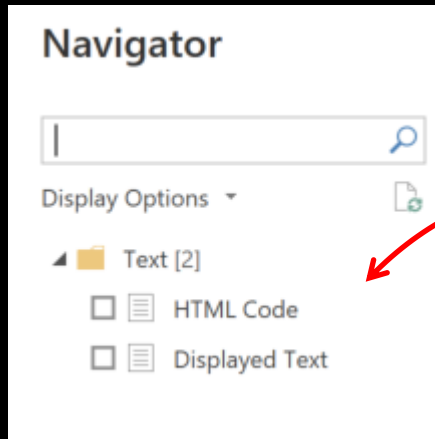 Navigator
Display Options
Text [2]
HTML Code
Displayed Text